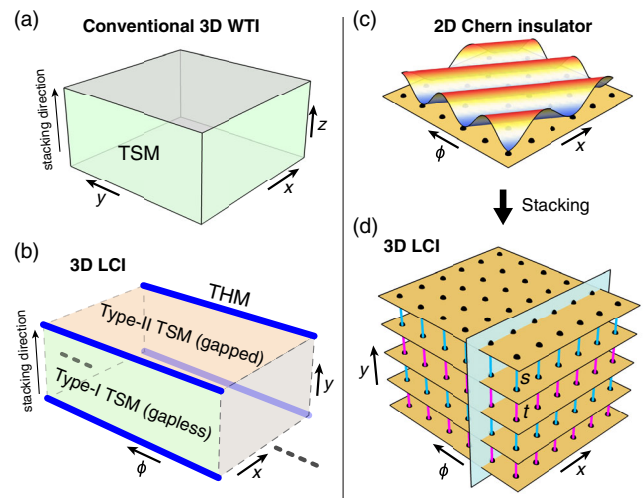 (a)
Conventional 3D WTI
stacking direction
TSM
z
y
x
(b)
3D LCI
THM
stacking direction
Type-II TSM (gapped)
Type-I TSM (gapless)
y
ϕ
x
(c)
2D Chern insulator
ϕ
x
Stacking
(d)
3D LCI
y
s
t
ϕ
x